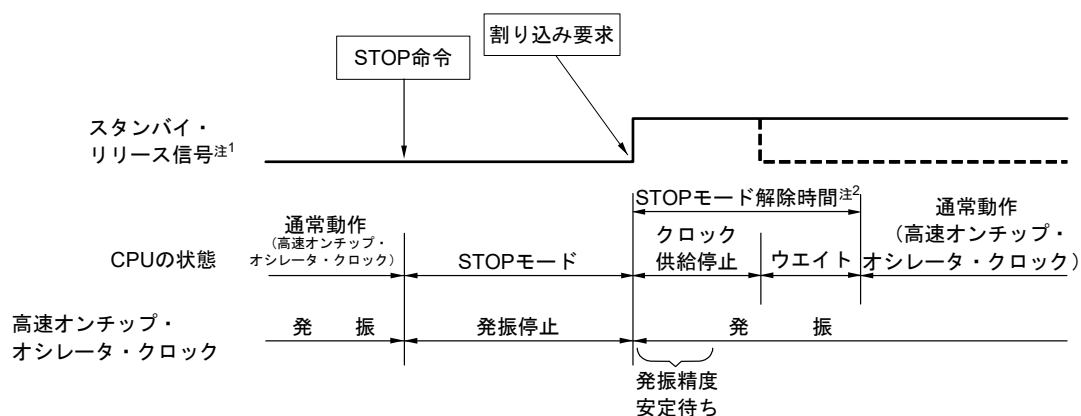 割り込み要求
STOP命令
スタンバイ・
リリース信号注1
STOPモード解除時間注2
通常動作
(高速オンチップ・
オシレータ・クロック)
CPUの状態
STOPモード
クロック
供給停止
ウエイト
通常動作
(高速オンチップ・
オシレータ・クロック)
高速オンチップ・
オシレータ・クロック
発　振
発振停止
発　振
発振精度
安定待ち